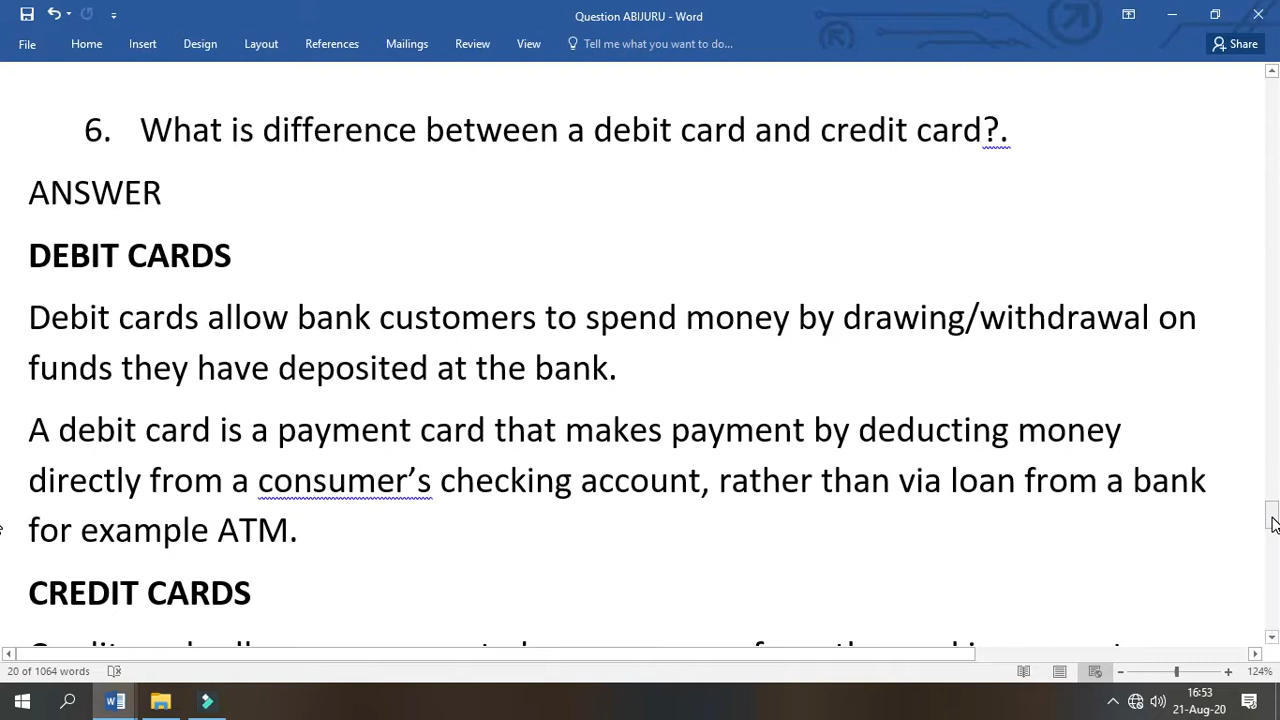 Question ABIJURU - Word
File Home Insert Design Layout References Mailings Review View Tell me what you want to do... Share
6. What is difference between a debit card and credit card?.
ANSWER
DEBIT CARDS
Debit cards allow bank customers to spend money by drawing/withdrawal on
funds they have deposited at the bank.
A debit card is a payment card that makes payment by deducting money
directly from a consumer’s checking account, rather than via loan from a bank
for example ATM.
CREDIT CARDS
20 of 1064 words
124%
16:53
21-Aug-20